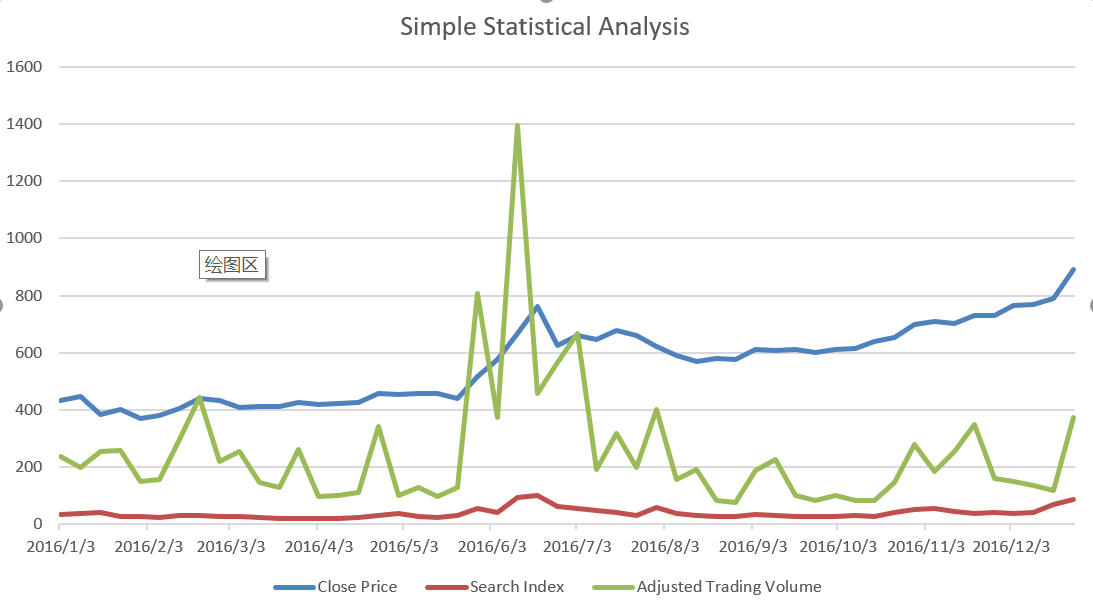 Simple Statistical Analysis
1600
1400
1200
1000
800
600
400
200
0
绘图区
2016/1/3 2016/2/3 2016/3/3 2016/4/3 2016/5/3 2016/6/3 2016/7/3 2016/8/3 2016/9/3 2016/10/3 2016/11/3 2016/12/3
Close Price Search Index Adjusted Trading Volume